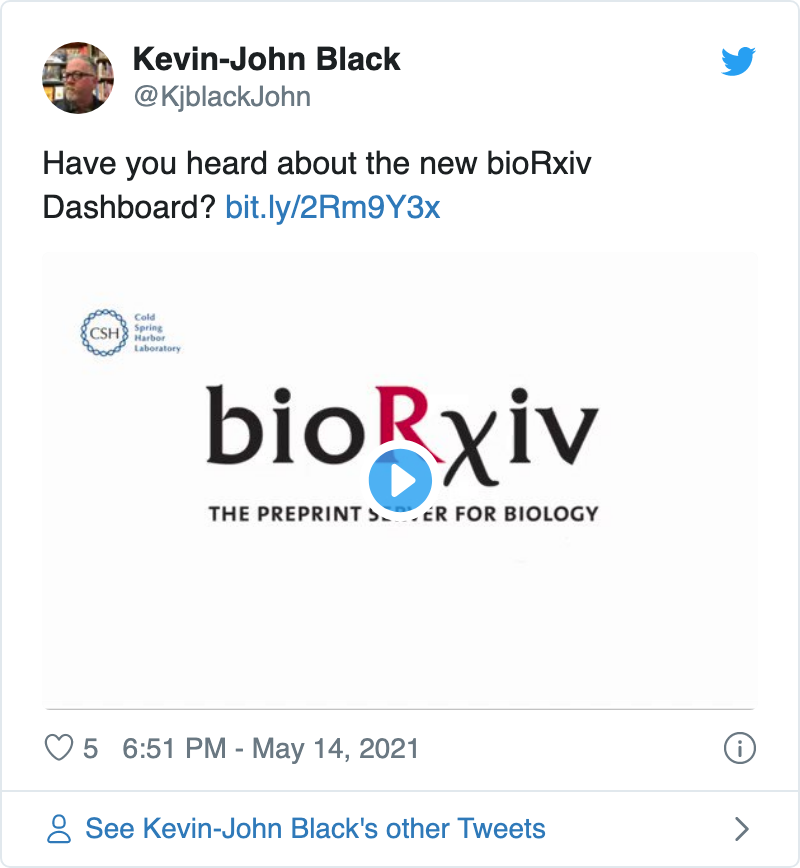 Kevin-John Black
@KjblackJohn
Have you heard about the new bioRxiv
Dashboard? bit.ly/2Rm9Y3x
CSH
Cold
Spring
Harbor
Laboratory
bioRχiv
THE PREPRINT SERVER FOR BIOLOGY
5 6:51 PM - May 14, 2021
See Kevin-John Black's other Tweets